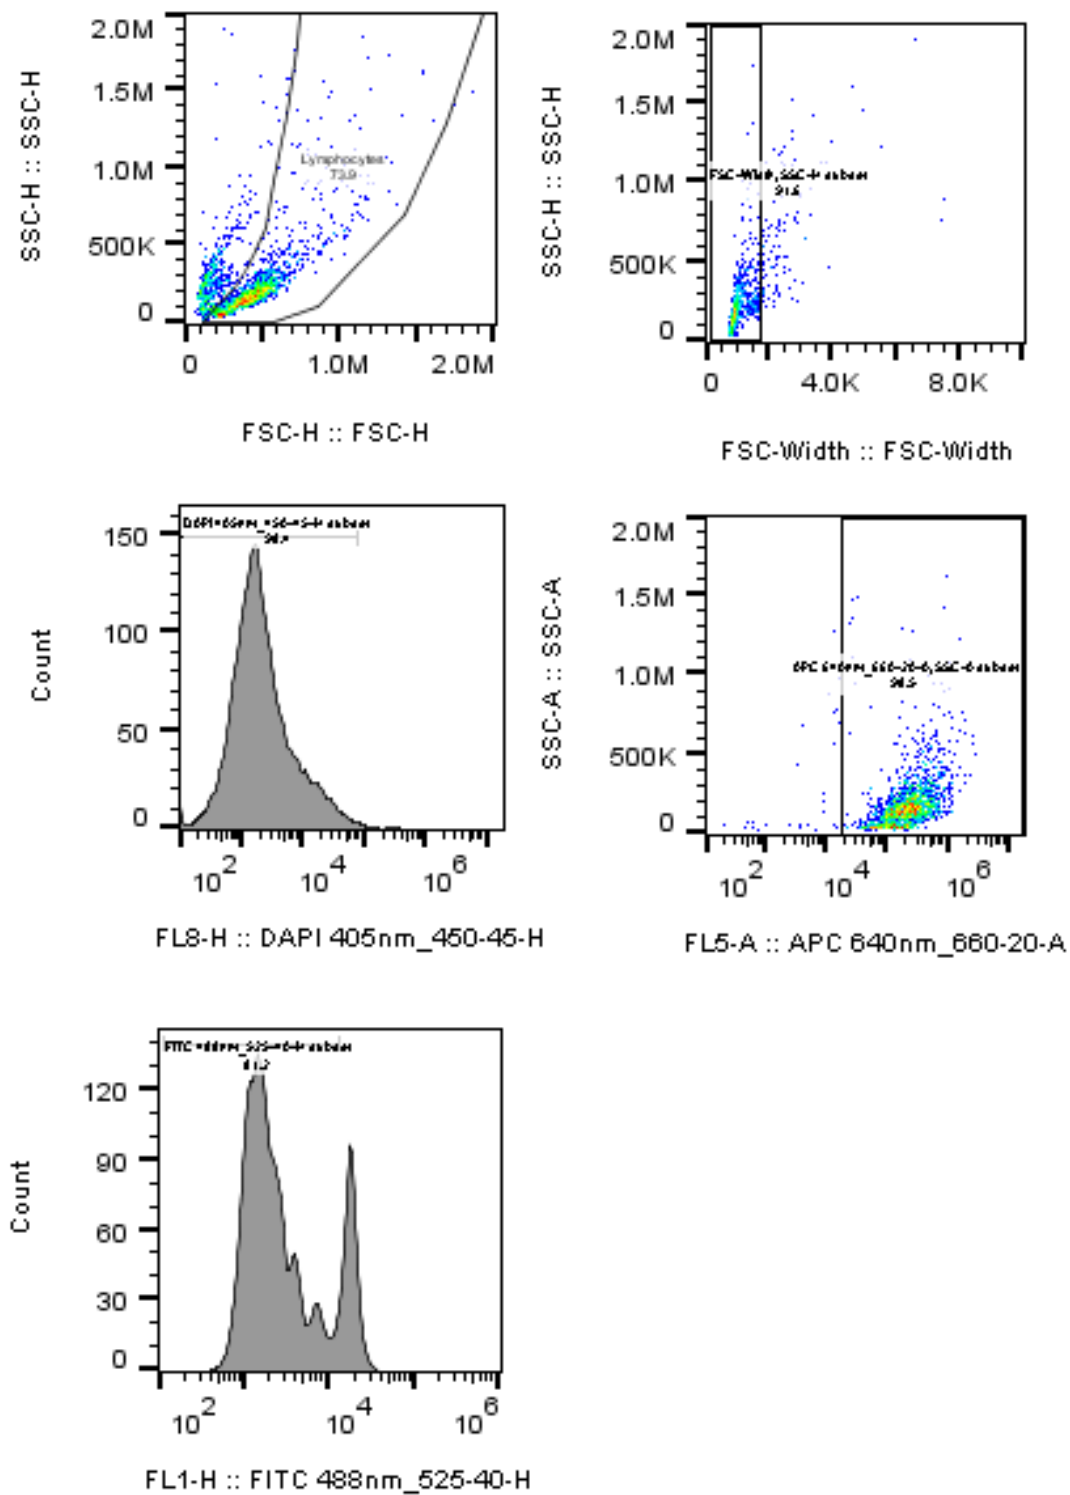 2.0M
1.5M
1.0M
500K
0
SSC-H :: SSC-H
Lymphocytes
73.9
0 1.0M 2.0M
FSC-H :: FSC-H
2.0M
1.5M
1.0M
500K
0
SSC-H :: SSC-H
0 4.0K 8.0K
FSC-Width :: FSC-Width
150
100
50
0
Count
10^2 10^4 10^6
FL8-H :: DAPI 405nm_450-45-H
2.0M
1.5M
1.0M
500K
0
SSC-A :: SSC-A
10^2 10^4 10^6
FL5-A :: APC 640nm_660-20-A
120
90
60
30
0
Count
10^2 10^4 10^6
FL1-H :: FITC 488nm_525-40-H